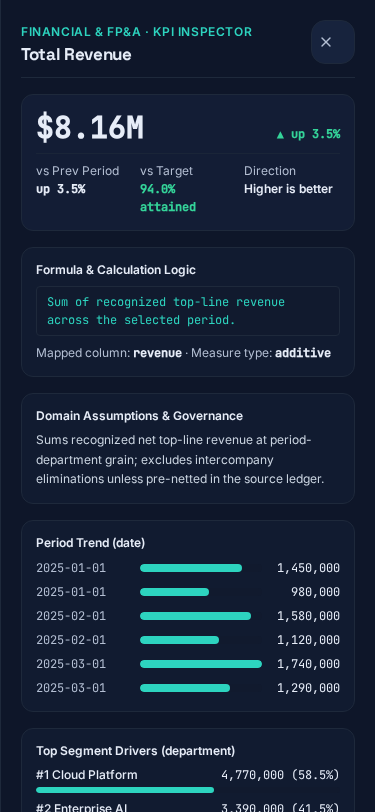 FINANCIAL & FP&A · KPI INSPECTOR
Total Revenue
$8.16M
▲ up 3.5%
vs Prev Period
up 3.5%
vs Target
94.0%
attained
Direction
Higher is better
Formula & Calculation Logic
Sum of recognized top-line revenue
across the selected period.
Mapped column: revenue · Measure type: additive
Domain Assumptions & Governance
Sums recognized net top-line revenue at period-
department grain; excludes intercompany
eliminations unless pre-netted in the source ledger.
Period Trend (date)
2025-01-01 1,450,000
2025-01-01 980,000
2025-02-01 1,580,000
2025-02-01 1,120,000
2025-03-01 1,740,000
2025-03-01 1,290,000
Top Segment Drivers (department)
#1 Cloud Platform 4,770,000 (58.5%)
#2 Enterprise AI 3,390,000 (41.5%)